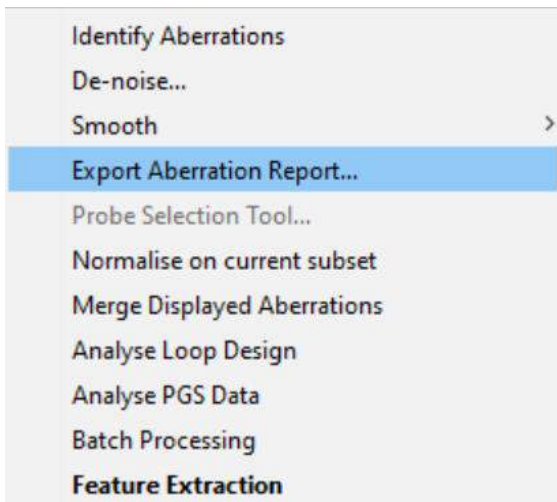 Identify Aberrations
De-noise...
Smooth
Export Aberration Report...
Probe Selection Tool...
Normalise on current subset
Merge Displayed Aberrations
Analyse Loop Design
Analyse PGS Data
Batch Processing
Feature Extraction